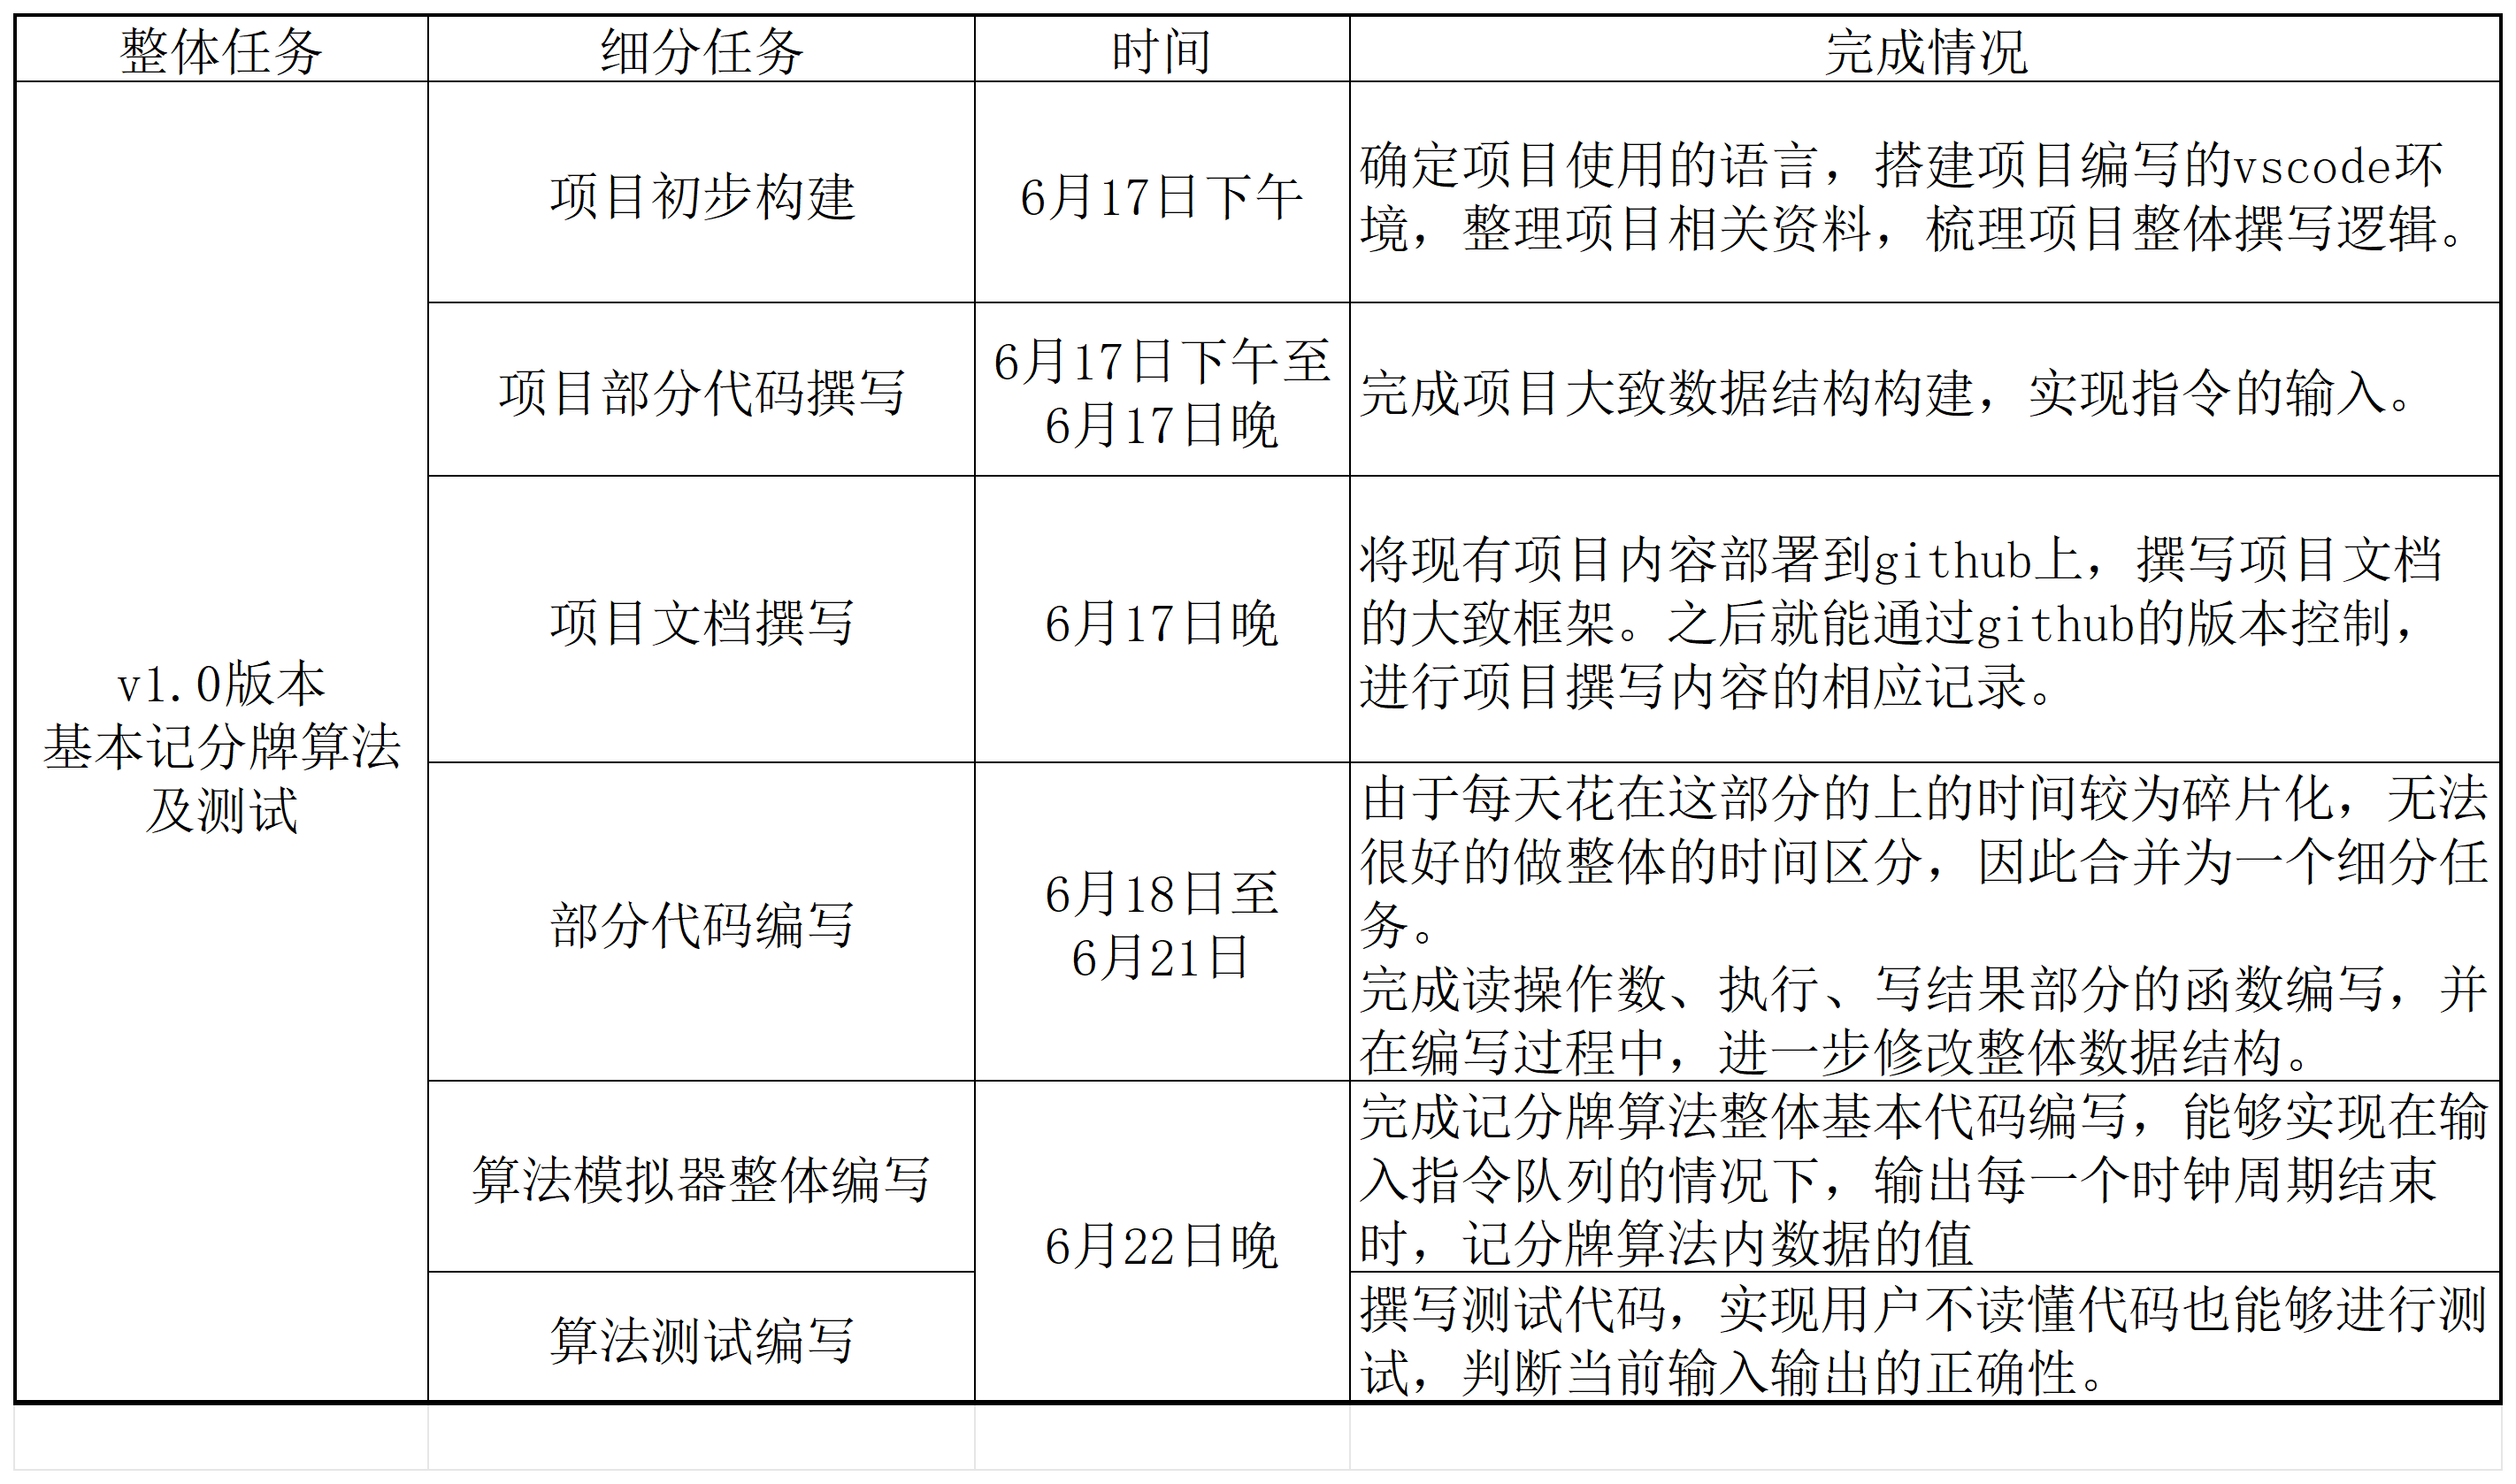 整体任务
细分任务
时间
完成情况
v1.0版本
基本记分牌算法
及测试
项目初步构建
6月17日下午
确定项目使用的语言，搭建项目编写的vscode环
境，整理项目相关资料，梳理项目整体撰写逻辑。
项目部分代码撰写
6月17日下午至
6月17日晚
完成项目大致数据结构构建，实现指令的输入。
项目文档撰写
6月17日晚
将现有项目内容部署到github上，撰写项目文档
的大致框架。之后就能通过github的版本控制，
进行项目撰写内容的相应记录。
部分代码编写
6月18日至
6月21日
由于每天花在这部分的上的时间较为碎片化，无法
很好的做整体的时间区分，因此合并为一个细分任
务。
完成读操作数、执行、写结果部分的函数编写，并
在编写过程中，进一步修改整体数据结构。
算法模拟器整体编写
6月22日晚
完成记分牌算法整体基本代码编写，能够实现在输
入指令队列的情况下，输出每一个时钟周期结束
时，记分牌算法内数据的值
算法测试编写
撰写测试代码，实现用户不读懂代码也能够进行测
试，判断当前输入输出的正确性。